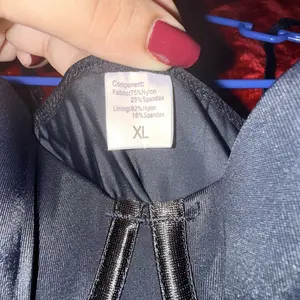 Component:
Fabric:75%Nylon
25%Spandex
Lining:82%Nylon
18%Spandex
XL